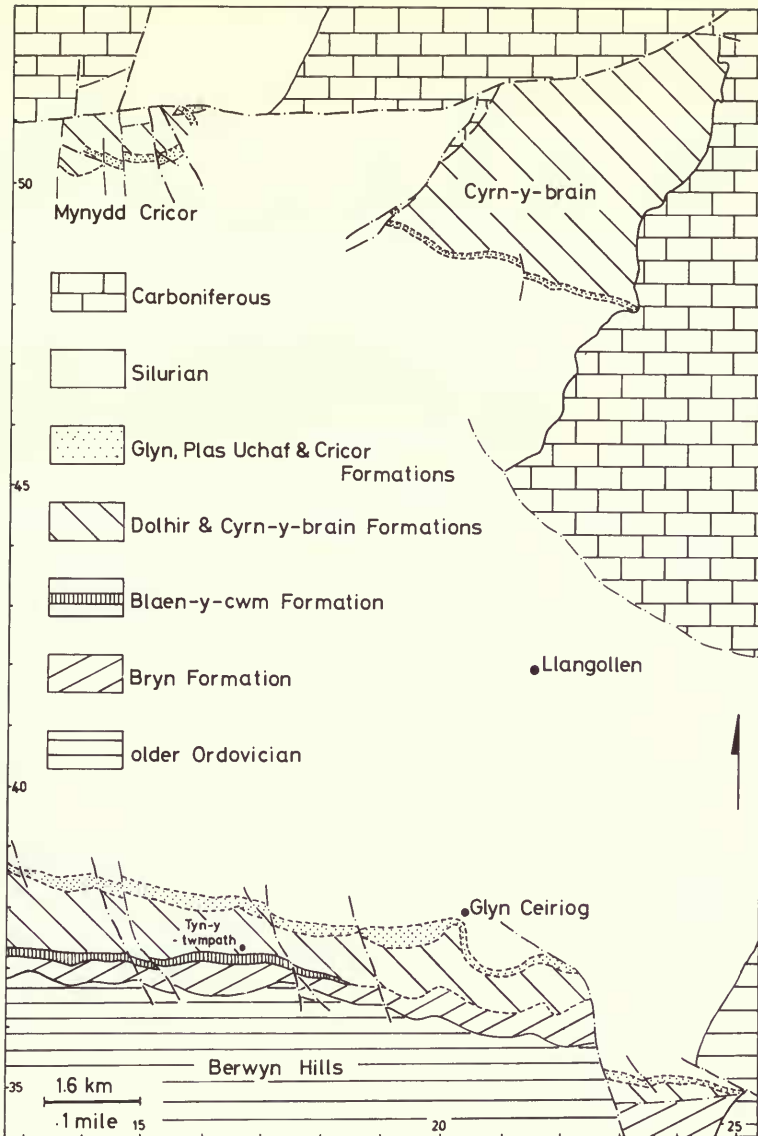 50
Cyrn-y-brain
Mynydd Cricor
Carboniferous
Silurian
Glyn, Plas Uchaf & Cricor
Formations
45
Dolhir & Cyrn-y-brain Formations
Blaen-y-cwm Formation
Llangollen
Bryn Formation
older Ordovician
40
Glyn Ceiriog
Tyn-y
-twmpath
Berwyn Hills
35
1.6 km
1 mile
15
20
25